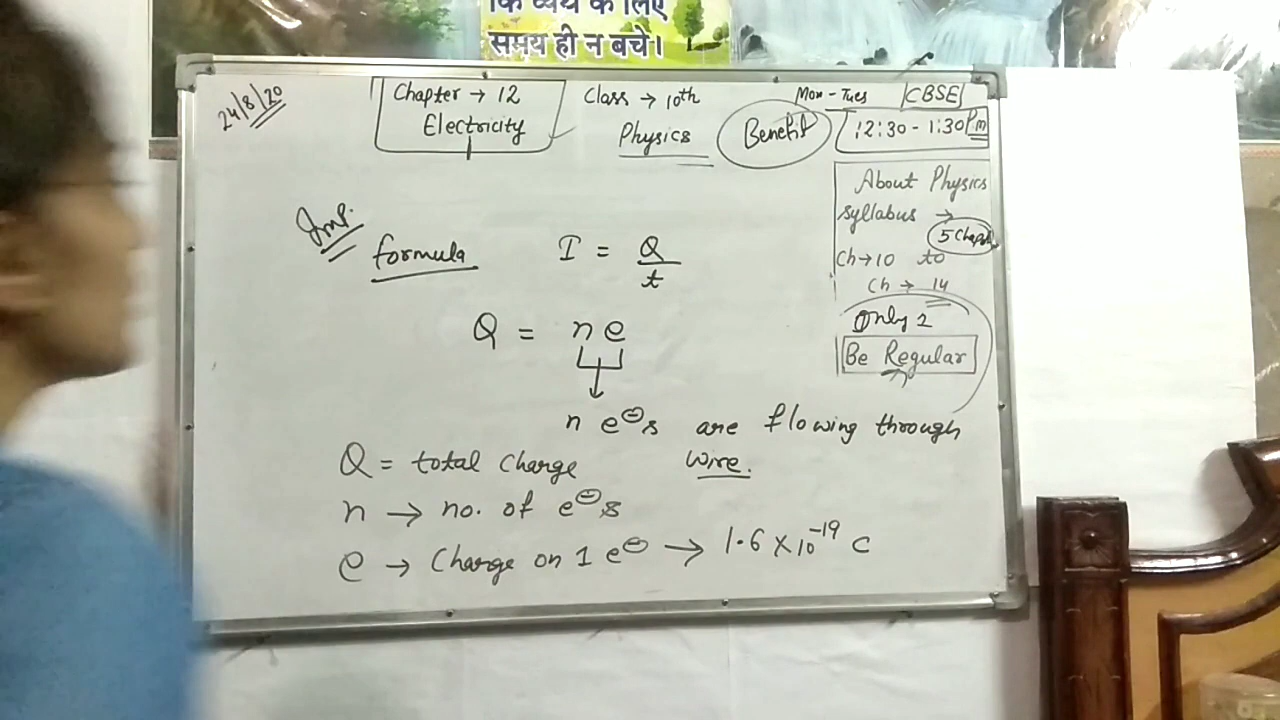 कि व्यर्थ के लिए
समय ही न बचे।
24/8/20
Chapter → 12
Electricity
Class → 10th
Physics
Benefit
Mon - Tues
CBSE
12:30 - 1:30 Pm
About Physics
syllabus →
5 Chapt.
Ch → 10 to
Ch → 14
Only 2
Be Regular
Imp.
formula
I = Q/t
Q = ne
n e⊖s are flowing through
wire.
Q = total charge
n → no. of e⊖s
e → Charge on 1 e⊖ → 1.6 × 10⁻¹⁹ C